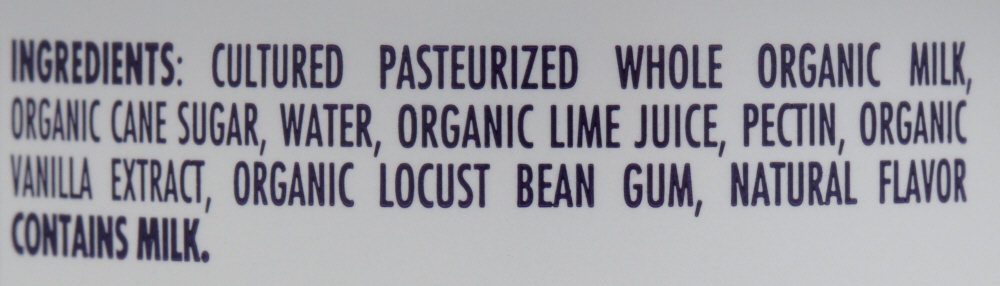 INGREDIENTS: CULTURED PASTEURIZED WHOLE ORGANIC MILK,
ORGANIC CANE SUGAR, WATER, ORGANIC LIME JUICE, PECTIN, ORGANIC
VANILLA EXTRACT, ORGANIC LOCUST BEAN GUM, NATURAL FLAVOR
CONTAINS MILK.